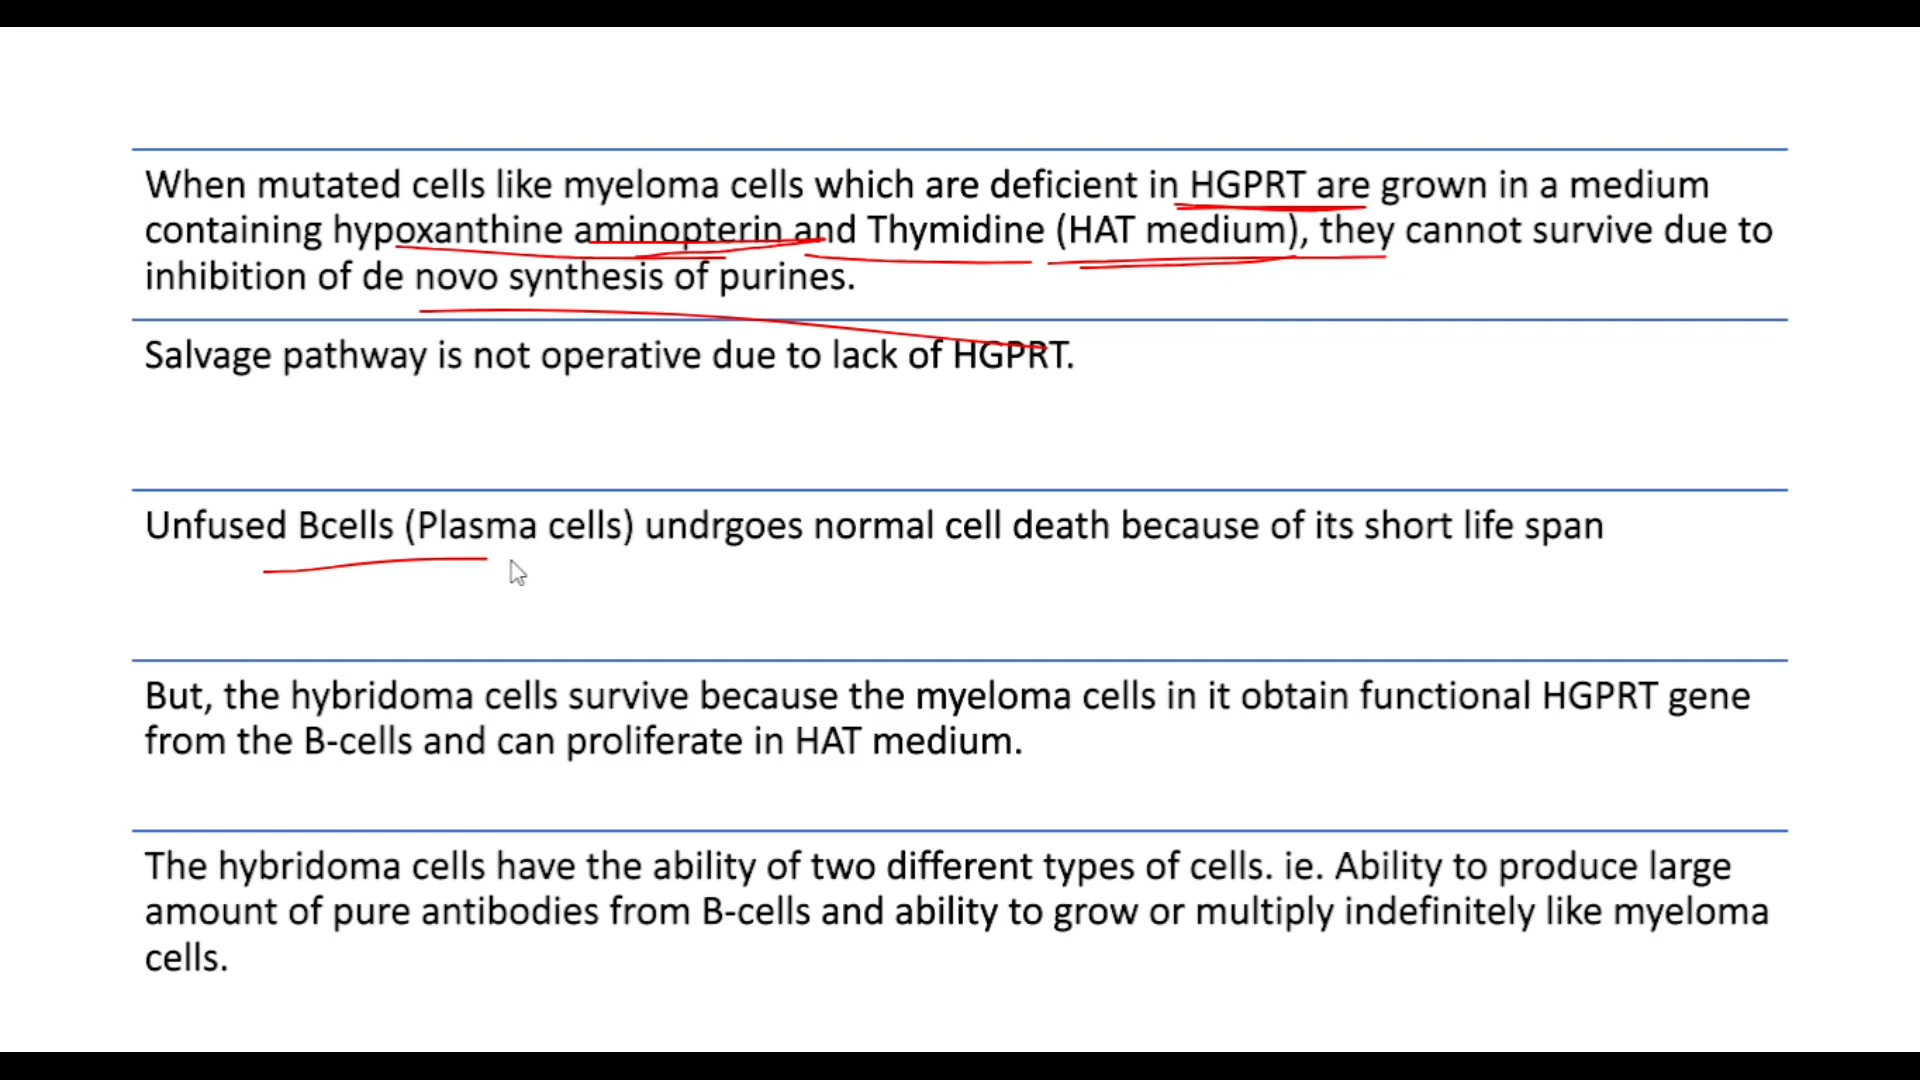 When mutated cells like myeloma cells which are deficient in HGPRT are grown in a medium
containing hypoxanthine aminopterin and Thymidine (HAT medium), they cannot survive due to
inhibition of de novo synthesis of purines.
Salvage pathway is not operative due to lack of HGPRT.
Unfused Bcells (Plasma cells) undrgoes normal cell death because of its short life span
But, the hybridoma cells survive because the myeloma cells in it obtain functional HGPRT gene
from the B-cells and can proliferate in HAT medium.
The hybridoma cells have the ability of two different types of cells. ie. Ability to produce large
amount of pure antibodies from B-cells and ability to grow or multiply indefinitely like myeloma
cells.